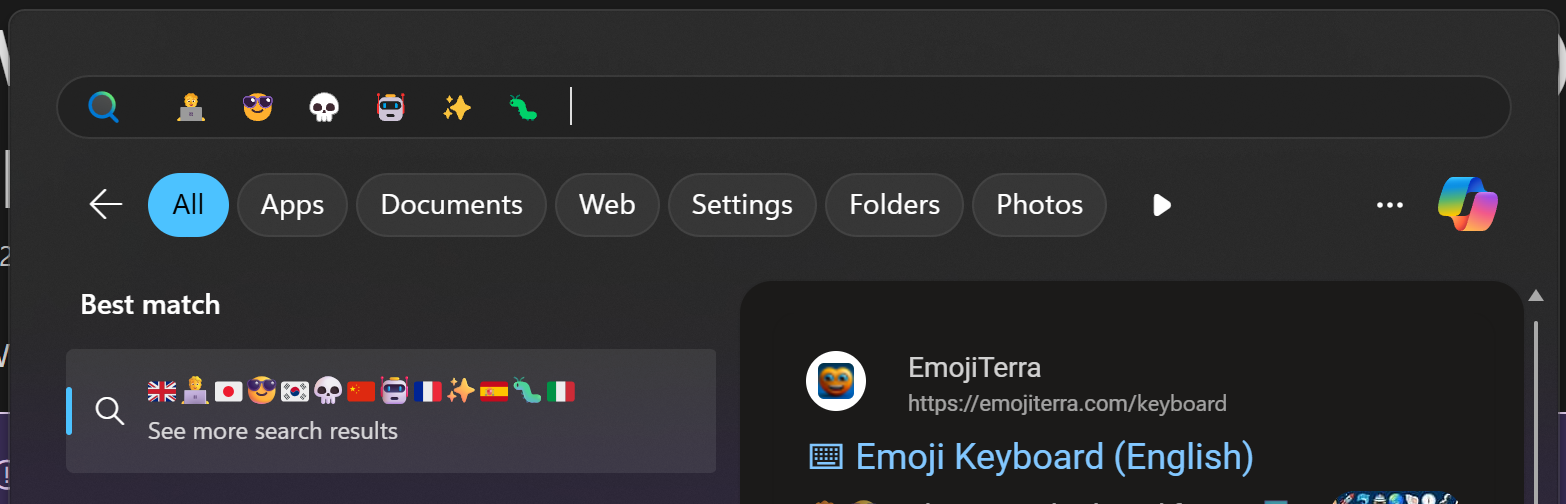 🧑‍💻 😎 💀 🤖 ✨ 🐛
All Apps Documents Web Settings Folders Photos
Best match
🇬🇧🧑‍💻🇯🇵😎🇰🇷💀🇨🇳🤖🇫🇷✨🇪🇸🐛🇮🇹
See more search results
EmojiTerra
https://emojiterra.com/keyboard
⌨ Emoji Keyboard (English)